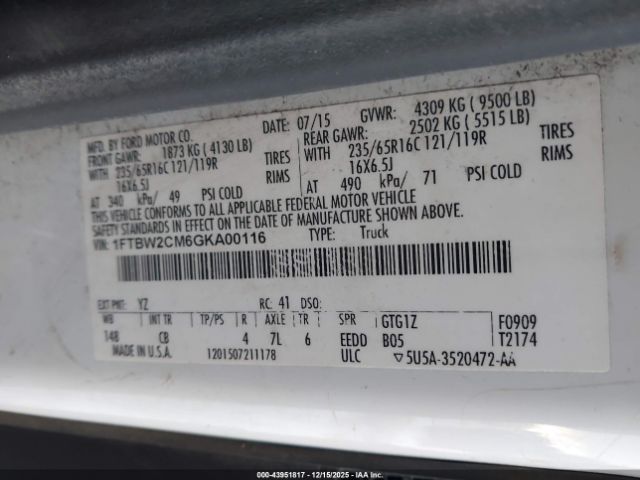 MFD. BY FORD MOTOR CO.
DATE: 07/15 GVWR: 4309 KG ( 9500 LB)
FRONT GAWR: 1873 KG ( 4130 LB)
REAR GAWR: 2502 KG ( 5515 LB)
WITH 235/65R16C 121/119R TIRES
WITH 235/65R16C 121/119R TIRES
16X6.5J RIMS
16X6.5J RIMS
AT 340 kPa/ 49 PSI COLD
AT 490 kPa/ 71 PSI COLD
THIS VEHICLE CONFORMS TO ALL APPLICABLE FEDERAL MOTOR VEHICLE
SAFETY STANDARDS IN EFFECT ON THE DATE OF MANUFACTURE SHOWN ABOVE.
VIN: 1FTBW2CM6GKA00116 TYPE: Truck
EXT PNT: YZ RC: 41 DSO:
WB INT TR TP/PS R AXLE TR SPR GTG1Z F0909
148 CB 4 7L 6 EEDD B05 T2174
MADE IN U.S.A. 1201507211178 ULC ▽5U5A-3520472-AA
000-43951817 - 12/15/2025 - Copart/IAA